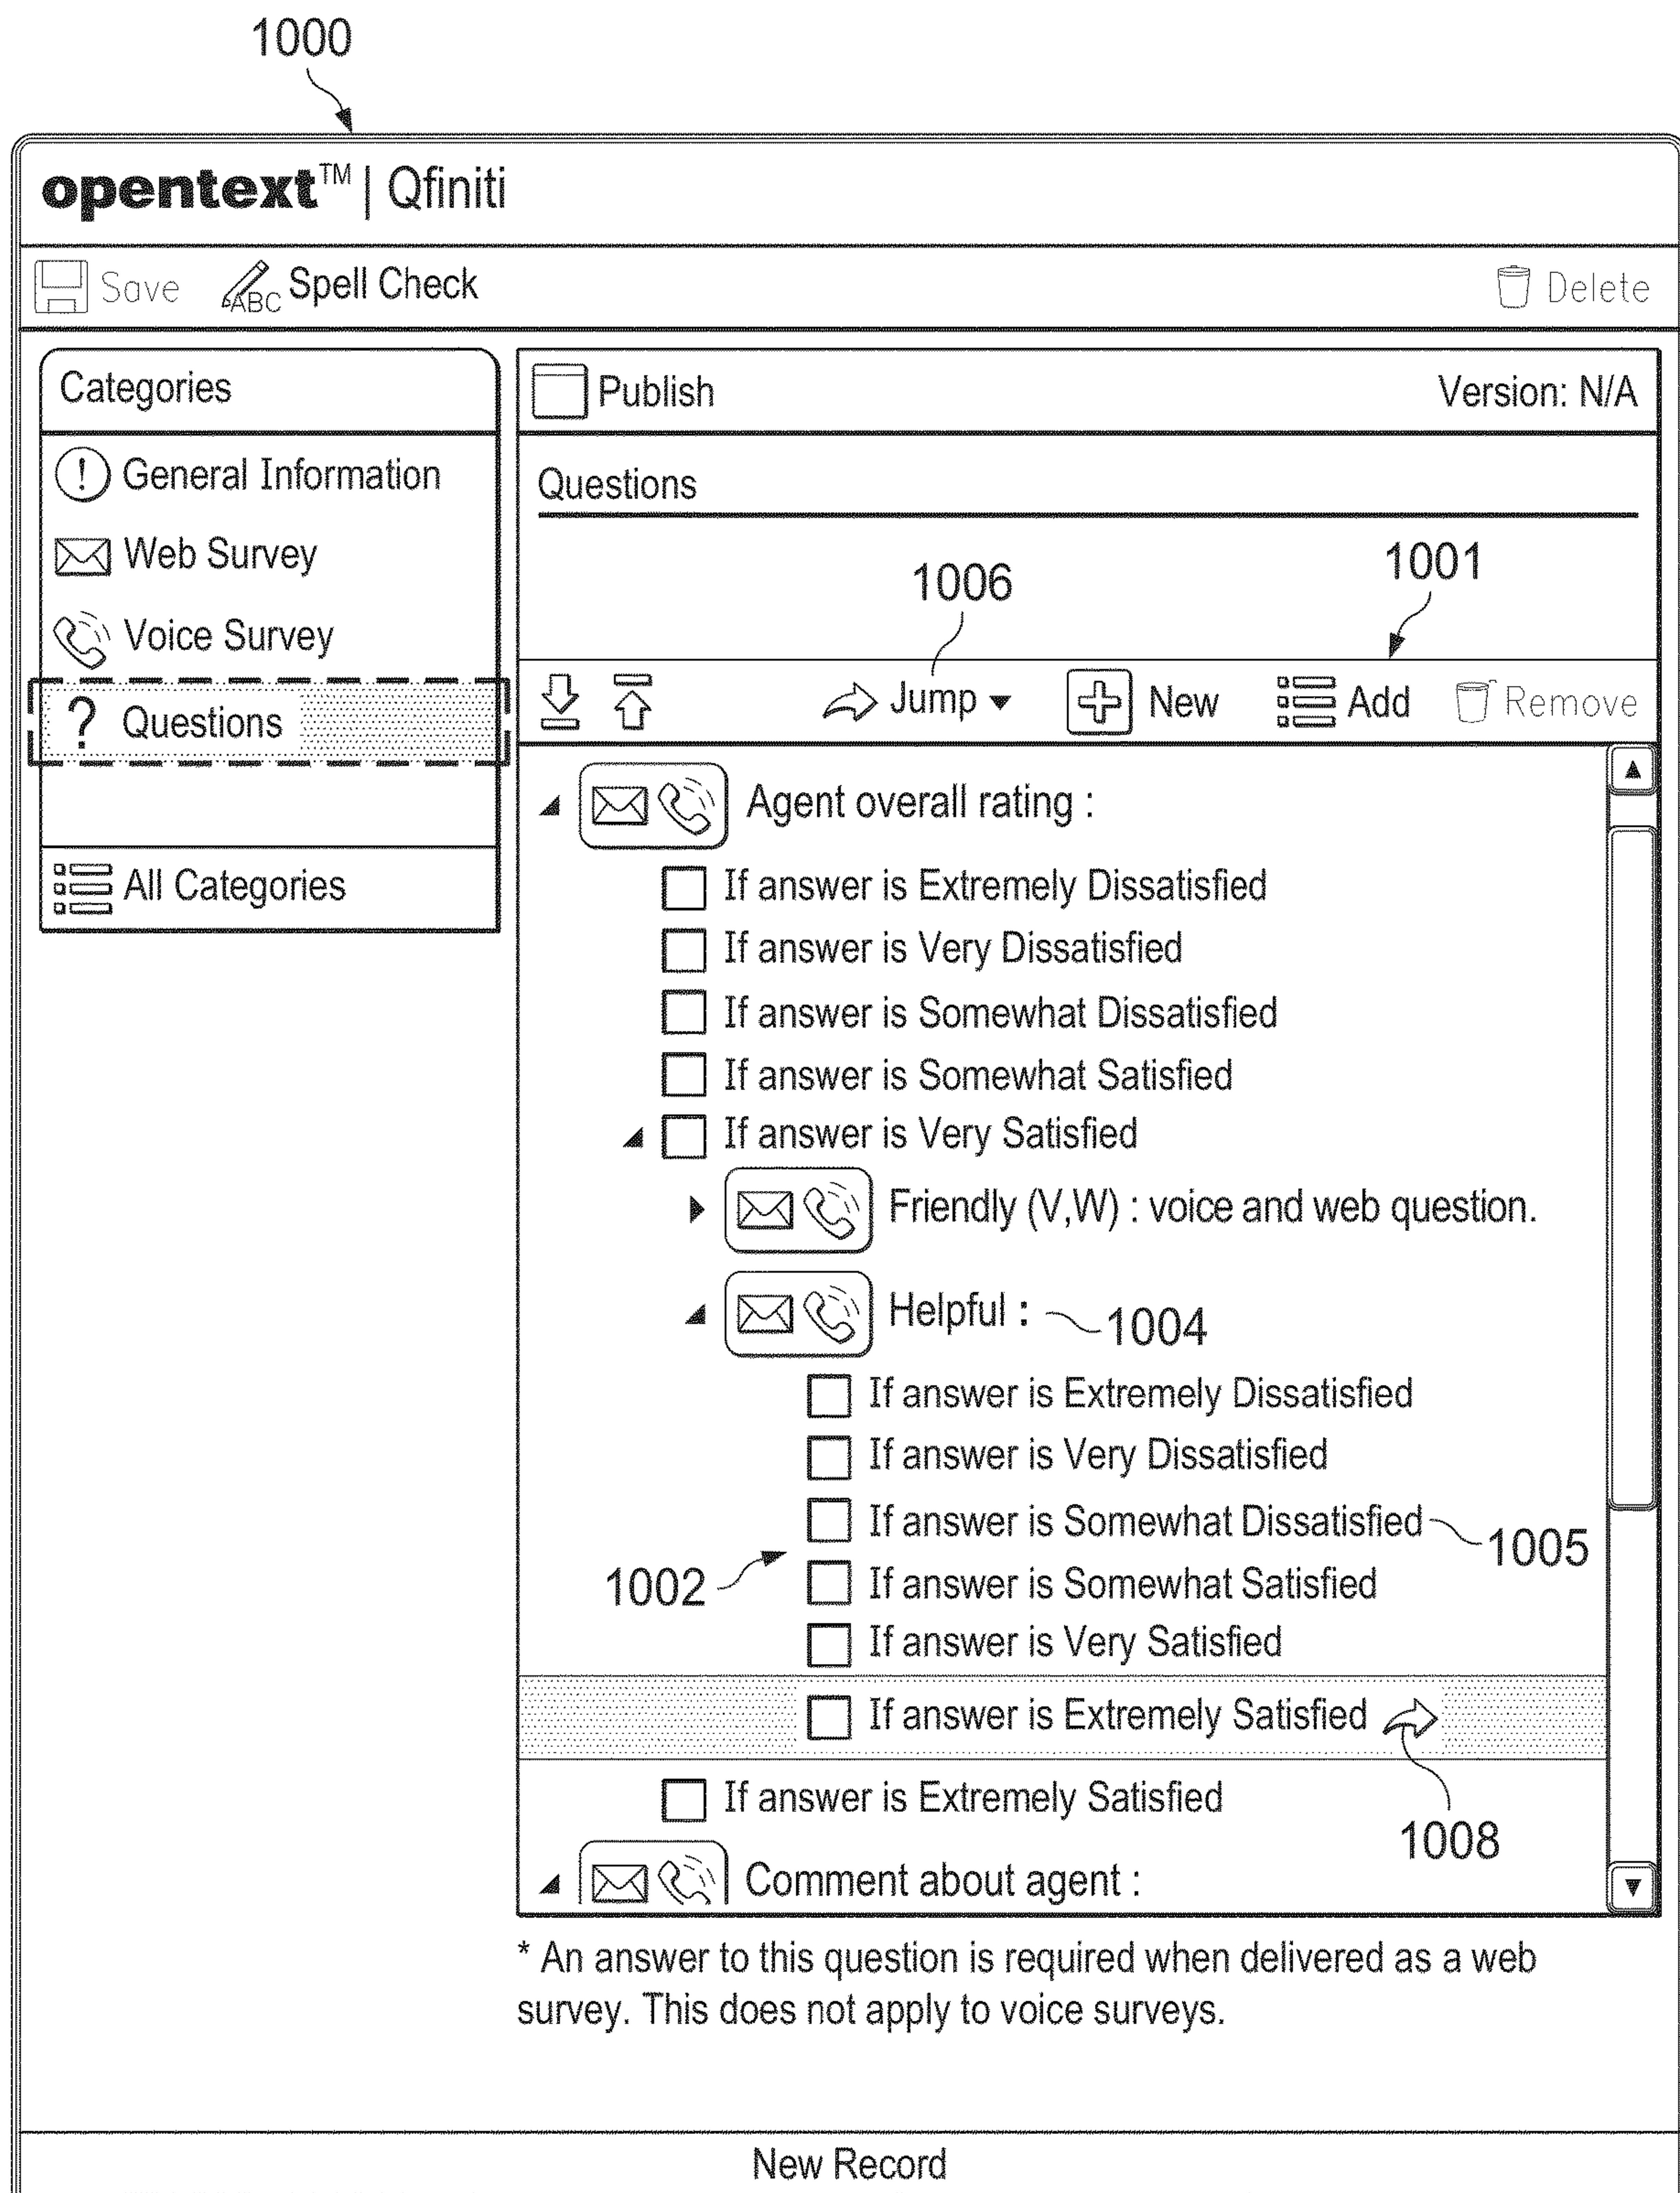 1000
opentext™ | Qfiniti
Save ABC Spell Check Delete
Categories
! General Information
Web Survey
Voice Survey
? Questions
All Categories
Publish Version: N/A
Questions
1006 1001
Jump New Add Remove
Agent overall rating :
If answer is Extremely Dissatisfied
If answer is Very Dissatisfied
If answer is Somewhat Dissatisfied
If answer is Somewhat Satisfied
If answer is Very Satisfied
Friendly (V,W) : voice and web question.
Helpful : 1004
If answer is Extremely Dissatisfied
If answer is Very Dissatisfied
If answer is Somewhat Dissatisfied 1005
1002 If answer is Somewhat Satisfied
If answer is Very Satisfied
If answer is Extremely Satisfied
If answer is Extremely Satisfied
1008
Comment about agent :
* An answer to this question is required when delivered as a web
survey. This does not apply to voice surveys.
New Record